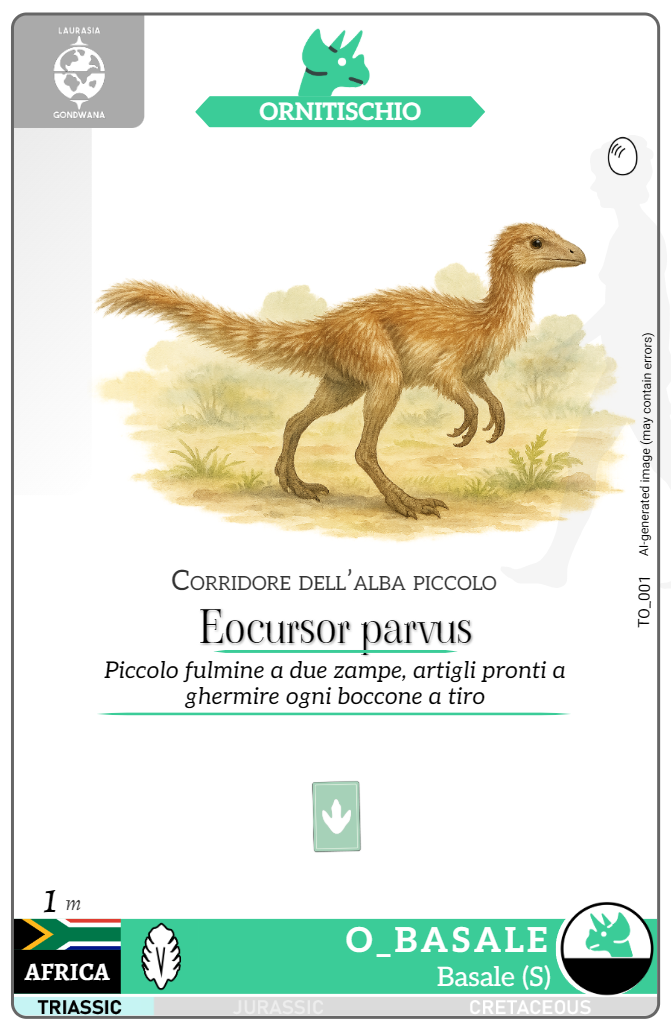 LAURASIA
GONDWANA
ORNITISCHIO
AI-generated image (may contain errors)
TO_001
Corridore dell'alba piccolo
Eocursor parvus
Piccolo fulmine a due zampe, artigli pronti a
ghermire ogni boccone a tiro
1 m
AFRICA
O_BASALE
Basale (S)
TRIASSIC
JURASSIC
CRETACEOUS